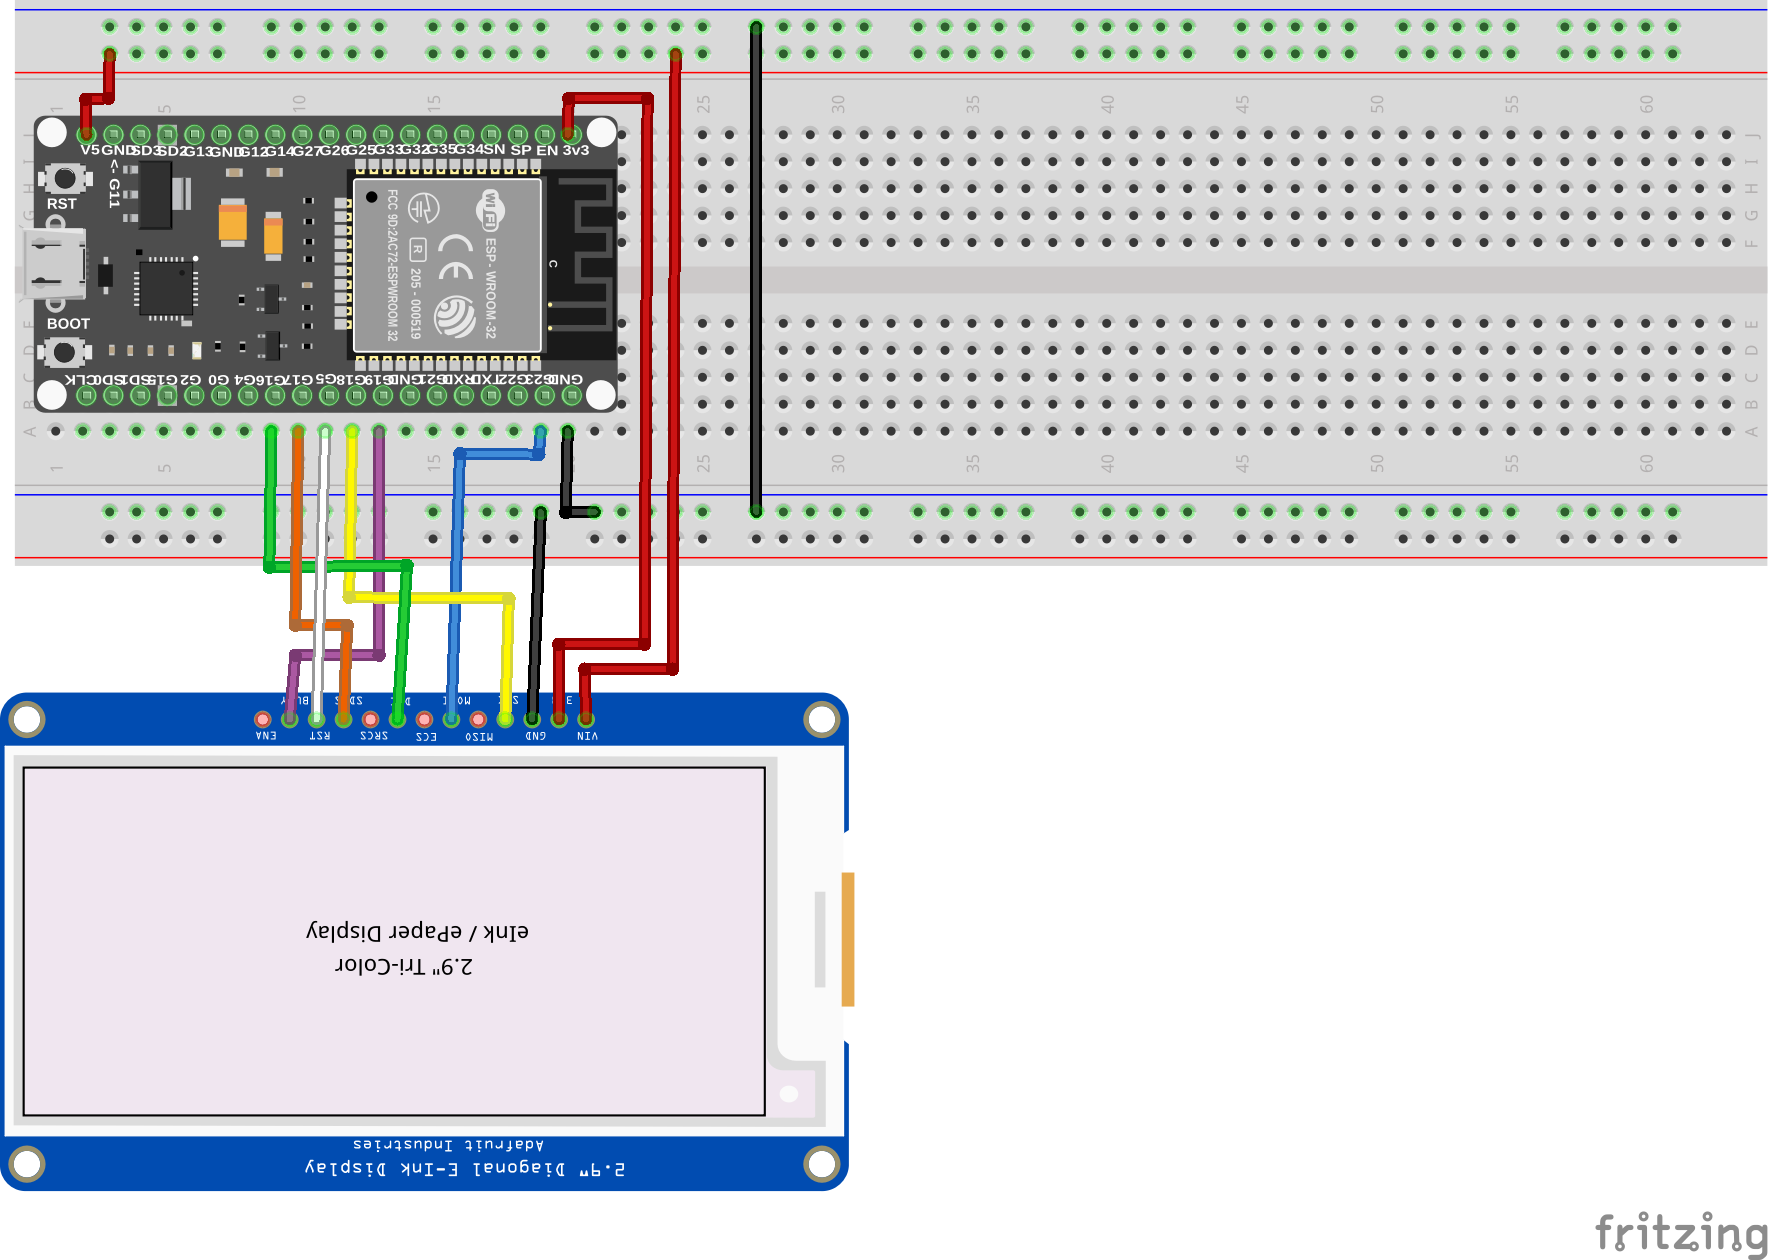 1 5 10 15 25 30 35 40 45 50 55 60
J
I
H
G
F
V5 GND SD3 SD2 G13 GND G12 G14 G27 G26 G25 G33 G32 G35 G34 SN SP EN 3v3
<- G11
RST
WiFi
ESP - WROOM-32
C
CE
R
205 - 000519
FCC 9D:2AC72-ESPWROOM 32
BOOT
E
D
C
B
A
CLK SD0 SD1 G15 G2 G0 G4 G16 G17 G5 G18 G19 GND G21 RXD TXD G22 G23 GND
1 5 15 25 30 35 40 45 50 55 60
ENA RST SRCS ECS MISO GND VIN
eInk / ePaper Display
2.9" Tri-Color
Adafruit Industries
2.9" Diagonal E-Ink Display
fritzing